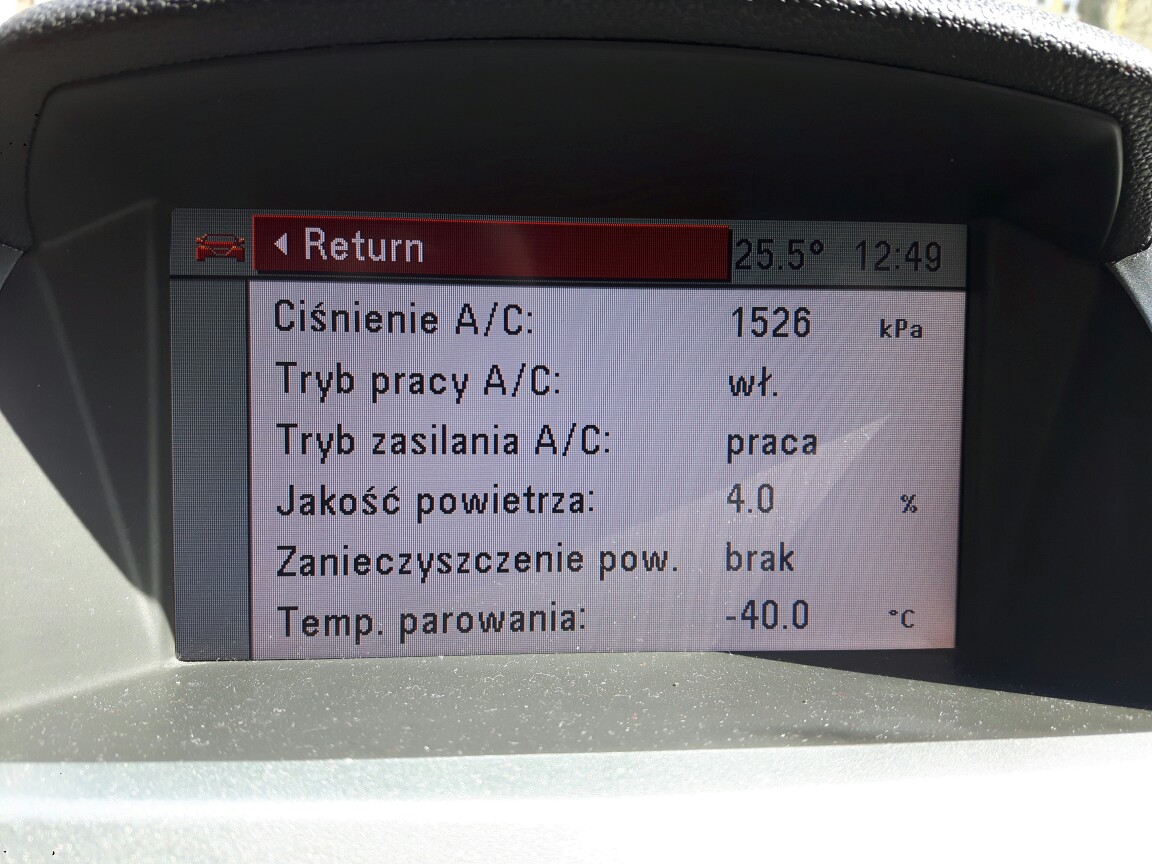 Return 25.5° 12:49
Ciśnienie A/C: 1526 kPa
Tryb pracy A/C: wł.
Tryb zasilania A/C: praca
Jakość powietrza: 4.0 %
Zanieczyszczenie pow. brak
Temp. parowania: -40.0 °C